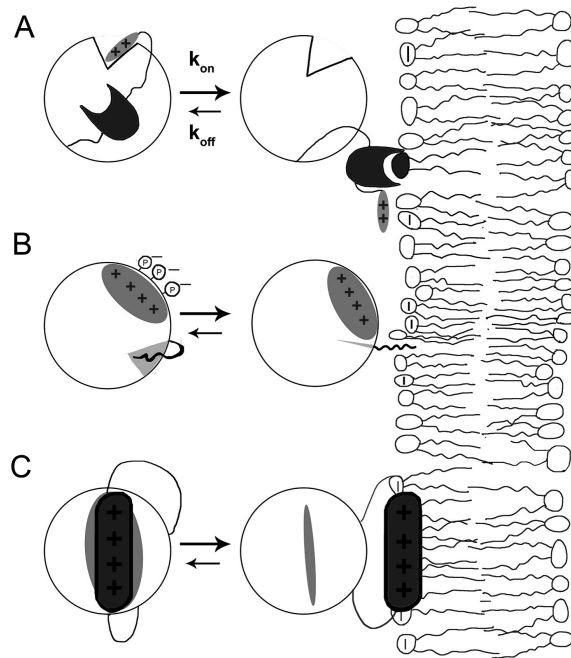 A
+ +
k_on
k_off
+ +
B
P − P − P −
+ + + +
+ + + +
C
+ + + +
+ + + +